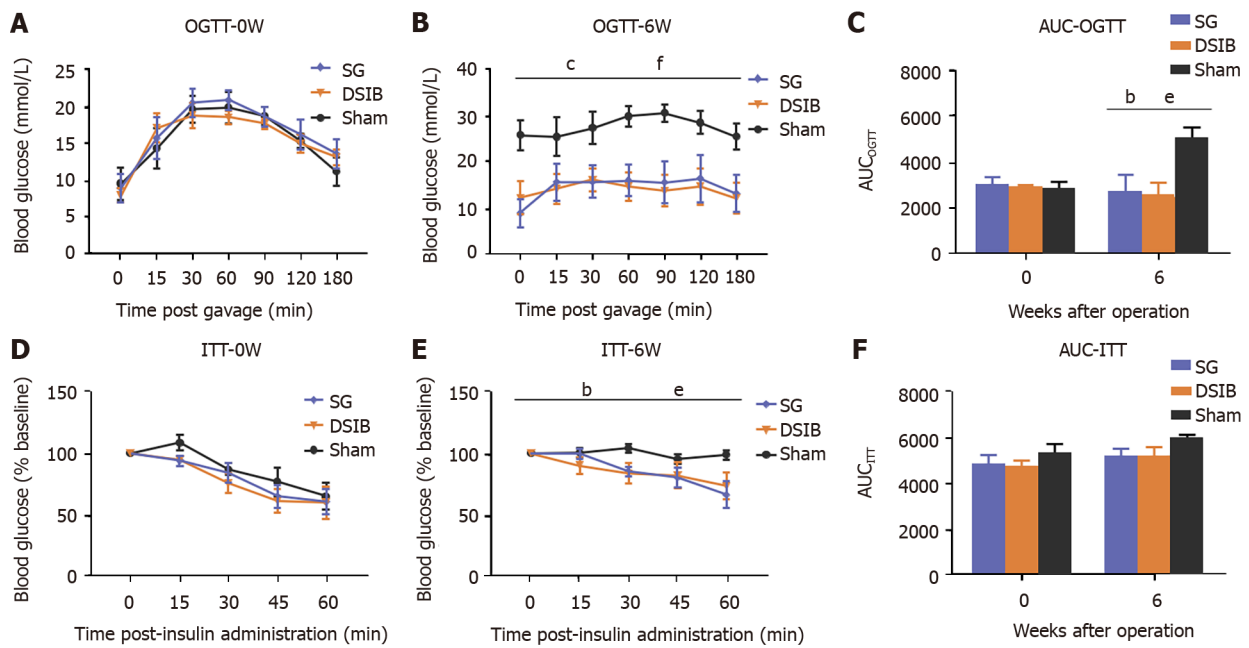 A
OGTT-0W
Blood glucose (mmol/L)
25
20
15
10
5
0
SG
DSIB
Sham
0 15 30 60 90 120 180
Time post gavage (min)
B
OGTT-6W
Blood glucose (mmol/L)
40
30
20
10
0
c f
SG
DSIB
Sham
0 15 30 60 90 120 180
Time post gavage (min)
C
AUC-OGTT
SG
DSIB
Sham
AUC_OGTT
8000
6000
4000
2000
0
b e
0 6
Weeks after operation
D
ITT-0W
Blood glucose (% baseline)
150
100
50
0
SG
DSIB
Sham
0 15 30 45 60
Time post-insulin administration (min)
E
ITT-6W
Blood glucose (% baseline)
150
100
50
0
b e
SG
DSIB
Sham
0 15 30 45 60
Time post-insulin administration (min)
F
AUC-ITT
SG
DSIB
Sham
AUC_ITT
8000
6000
4000
2000
0
0 6
Weeks after operation